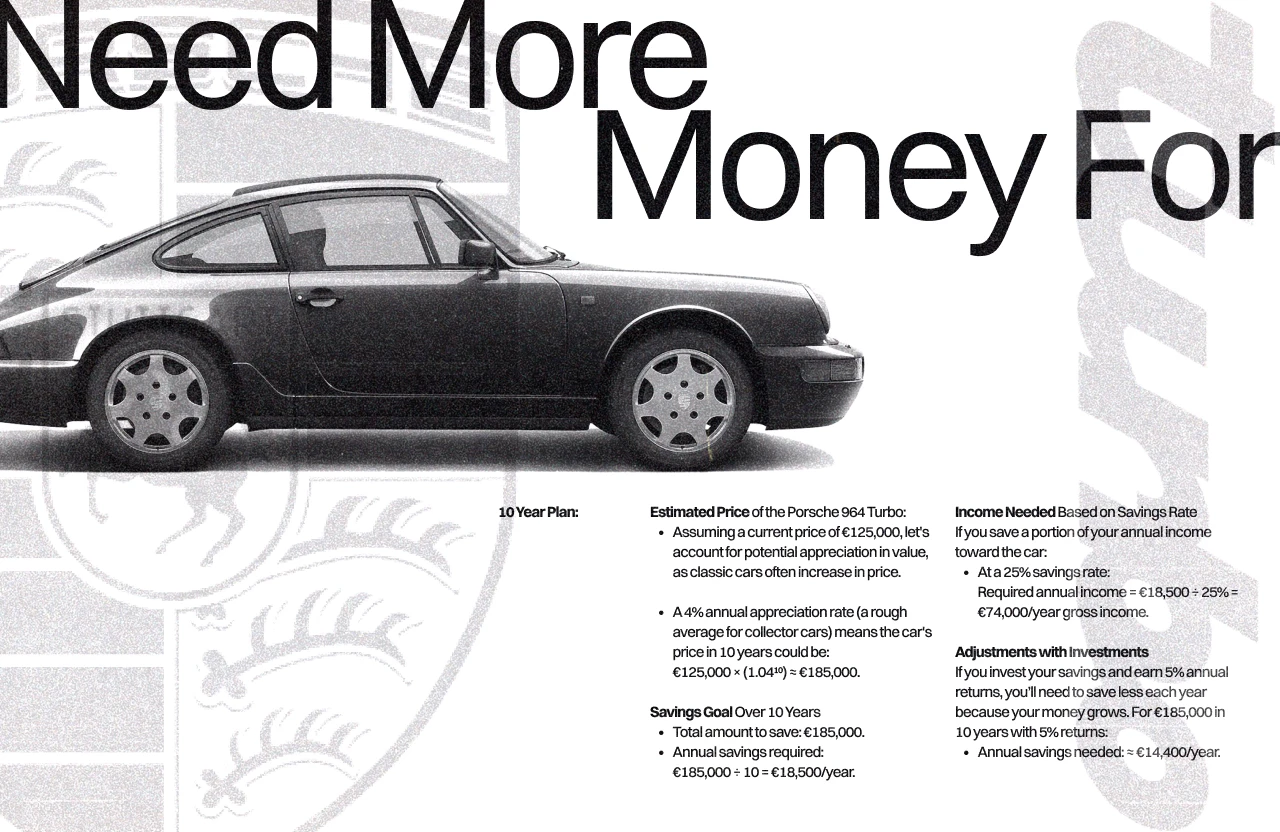 Need More
Money For
10 Year Plan:
Estimated Price of the Porsche 964 Turbo:
• Assuming a current price of €125,000, let's
account for potential appreciation in value,
as classic cars often increase in price.
• A 4% annual appreciation rate (a rough
average for collector cars) means the car's
price in 10 years could be:
€125,000 × (1.04¹⁰) ≈ €185,000.
Savings Goal Over 10 Years
• Total amount to save: €185,000.
• Annual savings required:
€185,000 ÷ 10 = €18,500/year.
Income Needed Based on Savings Rate
If you save a portion of your annual income
toward the car:
• At a 25% savings rate:
Required annual income = €18,500 ÷ 25% =
€74,000/year gross income.
Adjustments with Investments
If you invest your savings and earn 5% annual
returns, you'll need to save less each year
because your money grows. For €185,000 in
10 years with 5% returns:
• Annual savings needed: ≈ €14,400/year.